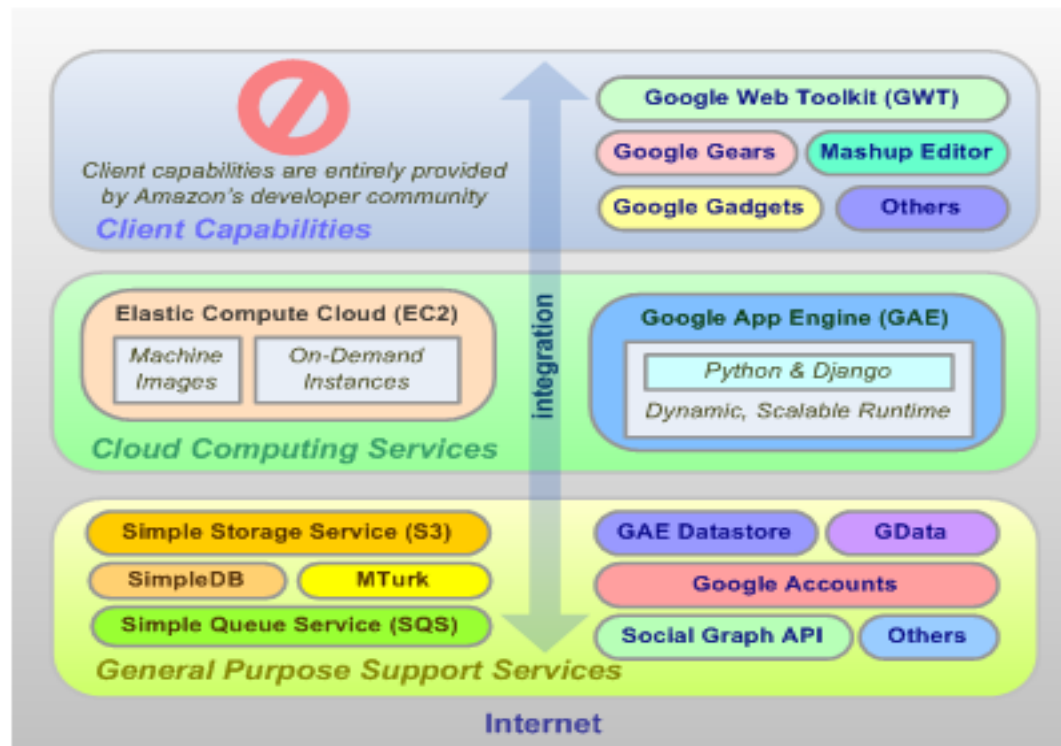 Client capabilities are entirely provided
by Amazon's developer community
Client Capabilities
Google Web Toolkit (GWT)
Google Gears
Mashup Editor
Google Gadgets
Others
integration
Elastic Compute Cloud (EC2)
Machine
Images
On-Demand
Instances
Cloud Computing Services
Google App Engine (GAE)
Python & Django
Dynamic, Scalable Runtime
Simple Storage Service (S3)
SimpleDB
MTurk
Simple Queue Service (SQS)
General Purpose Support Services
GAE Datastore
GData
Google Accounts
Social Graph API
Others
Internet